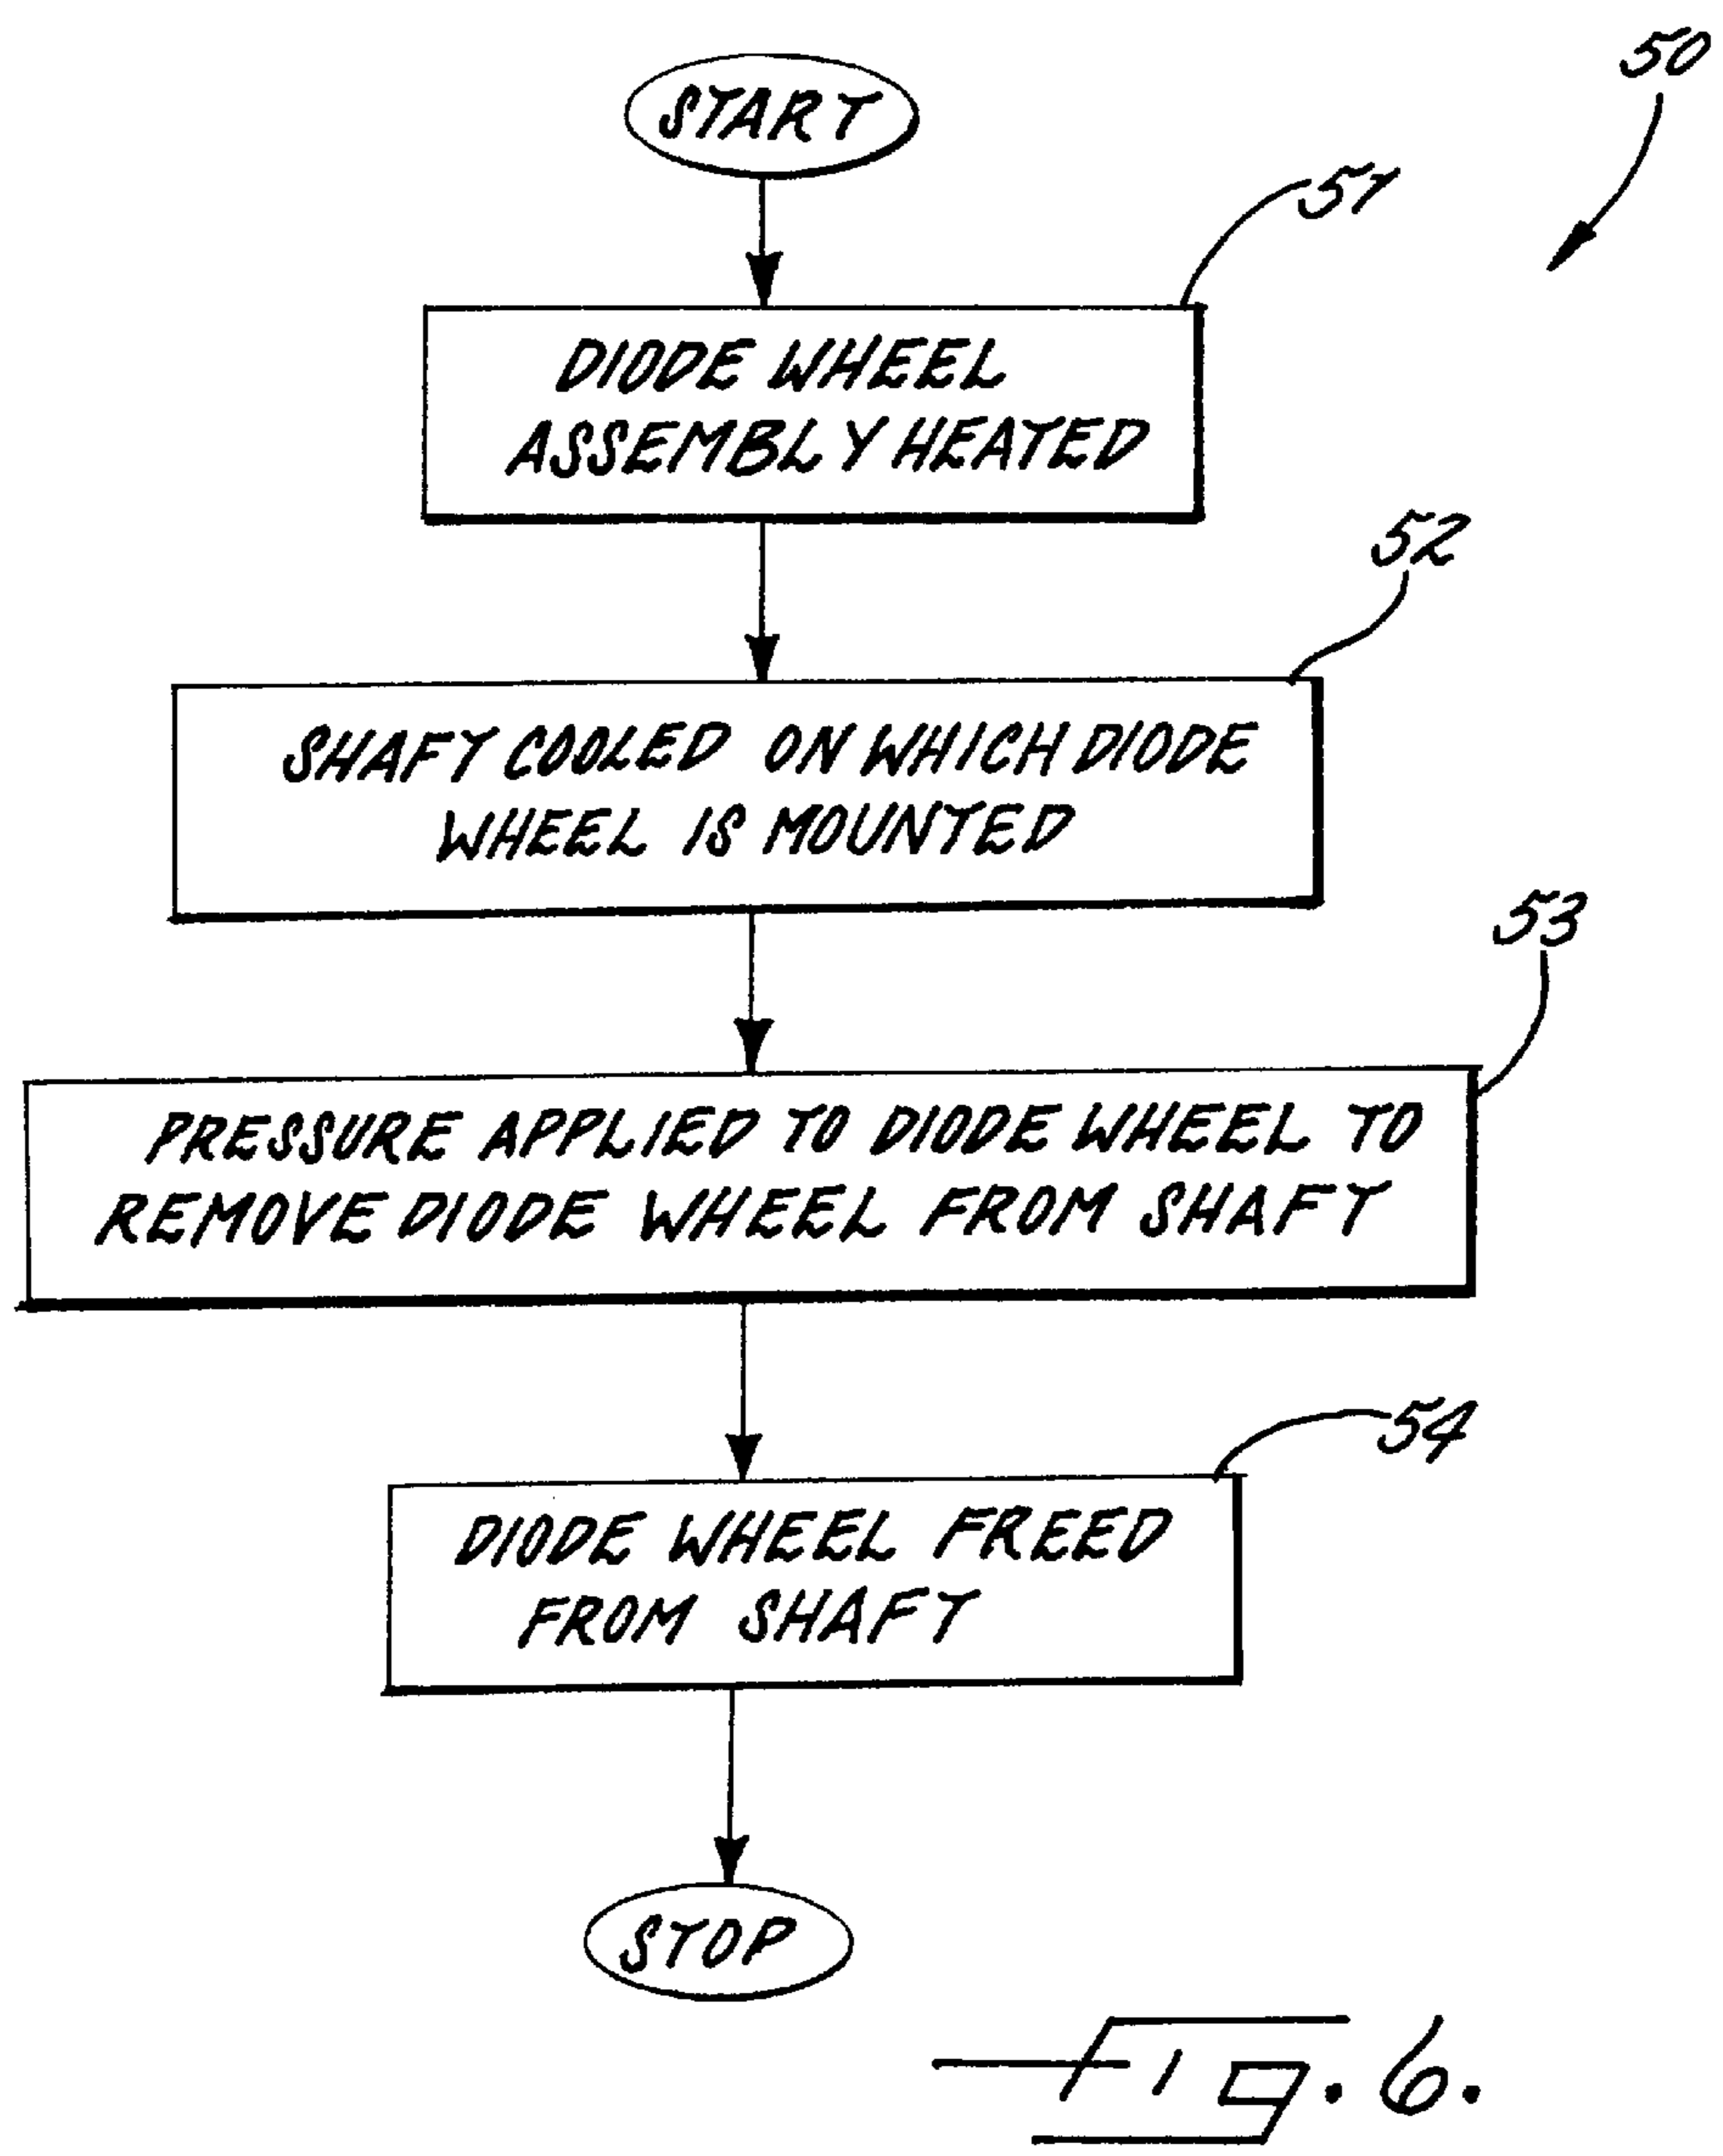 START
50
51
DIODE WHEEL
ASSEMBLY HEATED
52
SHAFT COOLED ON WHICH DIODE
WHEEL IS MOUNTED
53
PRESSURE APPLIED TO DIODE WHEEL TO
REMOVE DIODE WHEEL FROM SHAFT
54
DIODE WHEEL FREED
FROM SHAFT
STOP
Fig. 6.